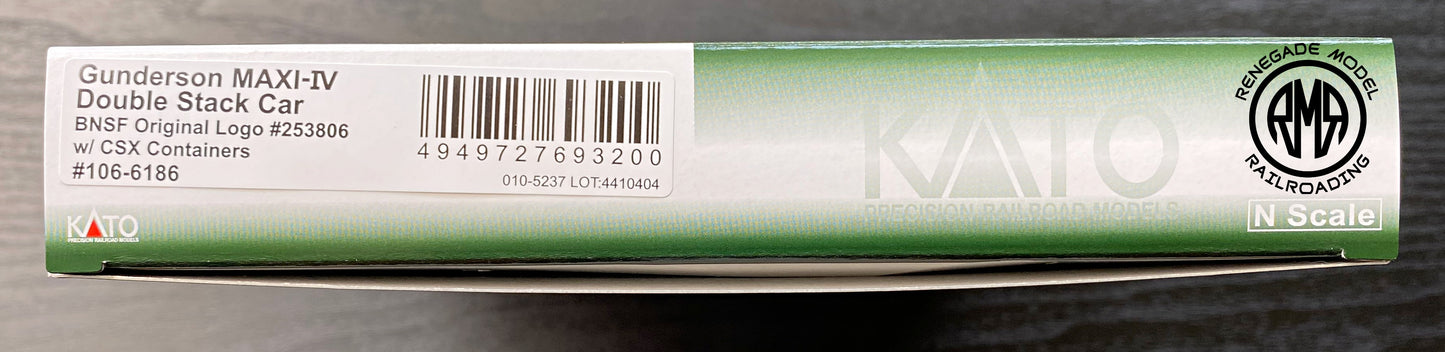 Gunderson MAXI-IV
Double Stack Car
BNSF Original Logo #253806
w/ CSX Containers
#106-6186
4949727693200
010-5237 LOT:4410404
KATO
PRECISION RAILROAD MODELS
KATO
PRECISION RAILROAD MODELS
RENEGADE MODEL
RMR
RAILROADING
N Scale